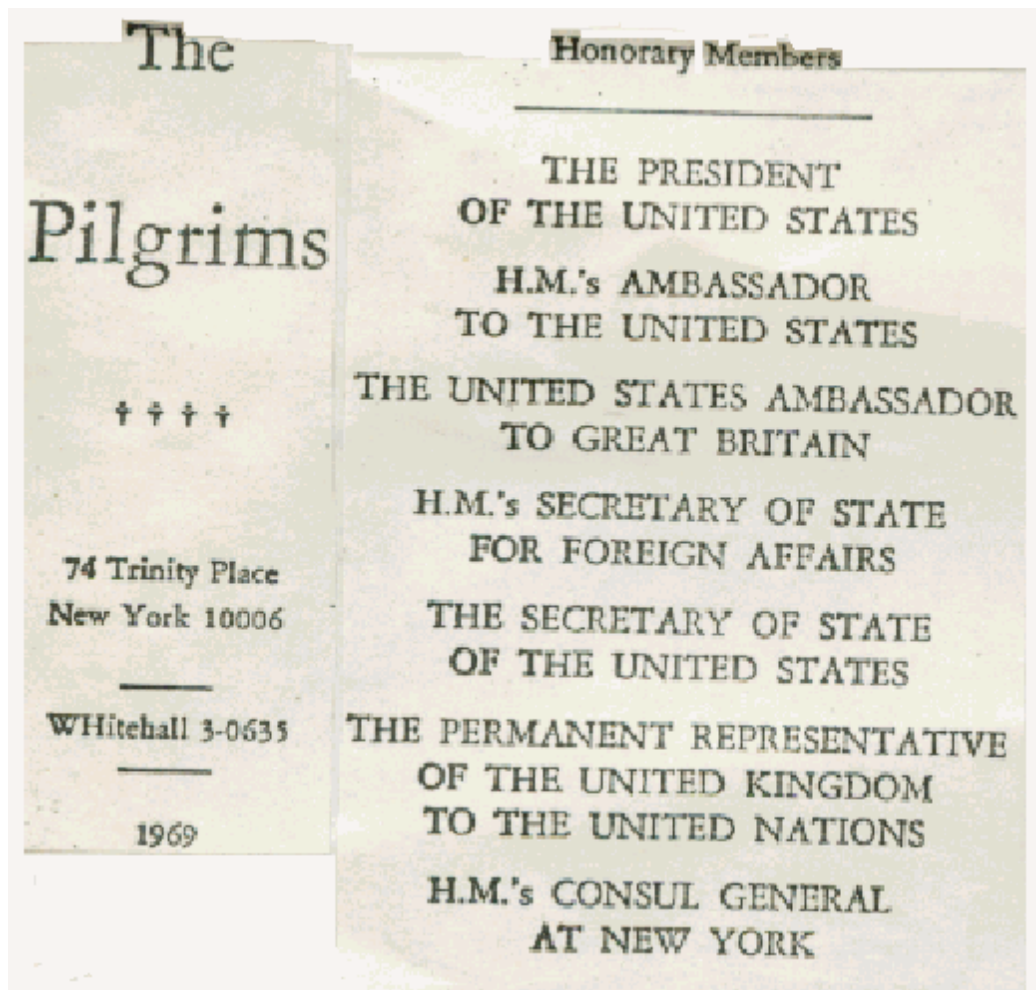 The
Pilgrims
††††
74 Trinity Place
New York 10006
WHitehall 3-0635
1969
Honorary Members
THE PRESIDENT
OF THE UNITED STATES
H.M.'s AMBASSADOR
TO THE UNITED STATES
THE UNITED STATES AMBASSADOR
TO GREAT BRITAIN
H.M.'s SECRETARY OF STATE
FOR FOREIGN AFFAIRS
THE SECRETARY OF STATE
OF THE UNITED STATES
THE PERMANENT REPRESENTATIVE
OF THE UNITED KINGDOM
TO THE UNITED NATIONS
H.M.'s CONSUL GENERAL
AT NEW YORK